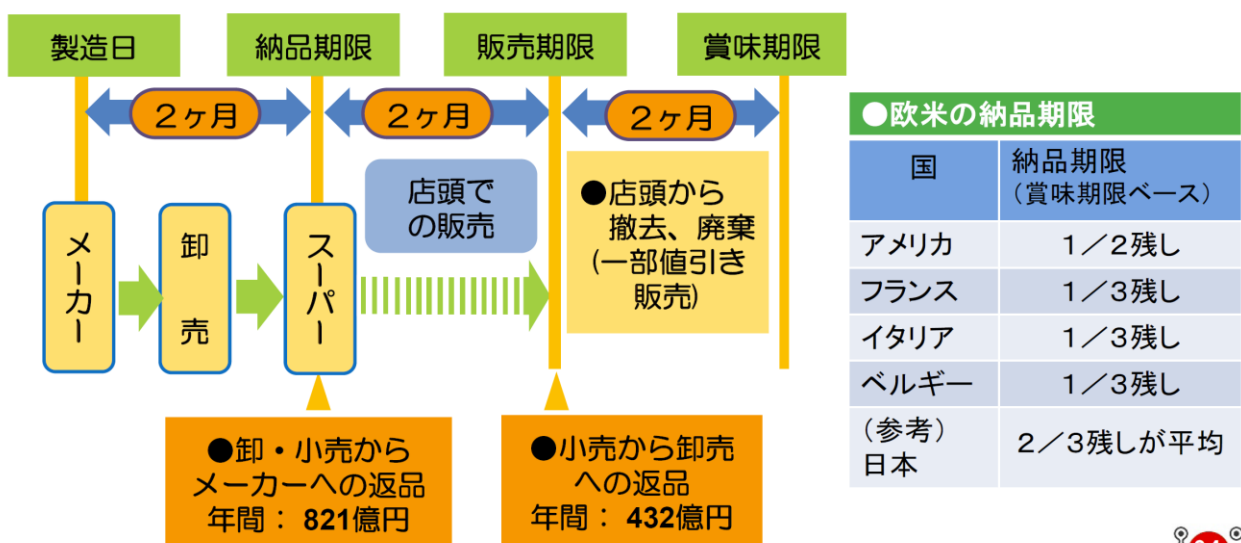 製造日
納品期限
販売期限
賞味期限
2ヶ月
2ヶ月
2ヶ月
メーカー
卸売
スーパー
店頭で
の販売
●店頭から
撤去、廃棄
(一部値引き
販売)
●卸・小売から
メーカーへの返品
年間： 821億円
●小売から卸売
への返品
年間： 432億円
●欧米の納品期限
国
納品期限
（賞味期限ベース）
アメリカ
1／2残し
フランス
1／3残し
イタリア
1／3残し
ベルギー
1／3残し
（参考）
日本
2／3残しが平均